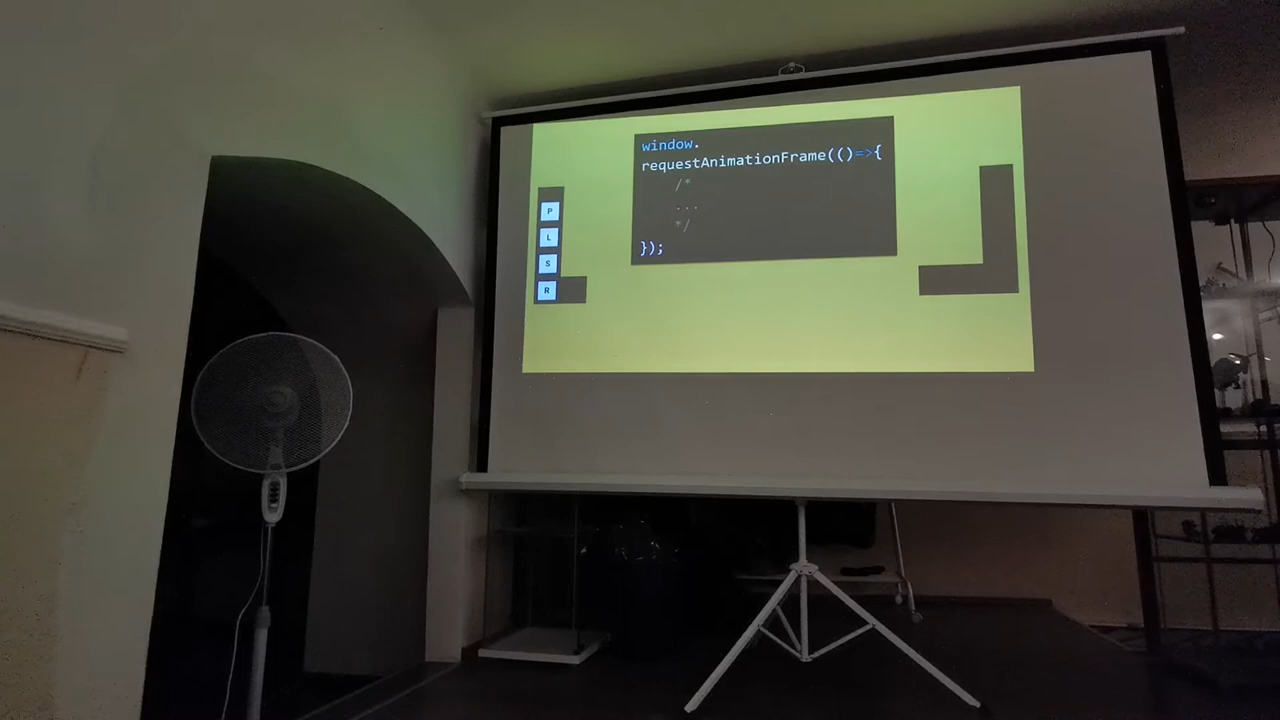 window.
requestAnimationFrame(()=>{
/*
...
*/
});
P
L
S
R